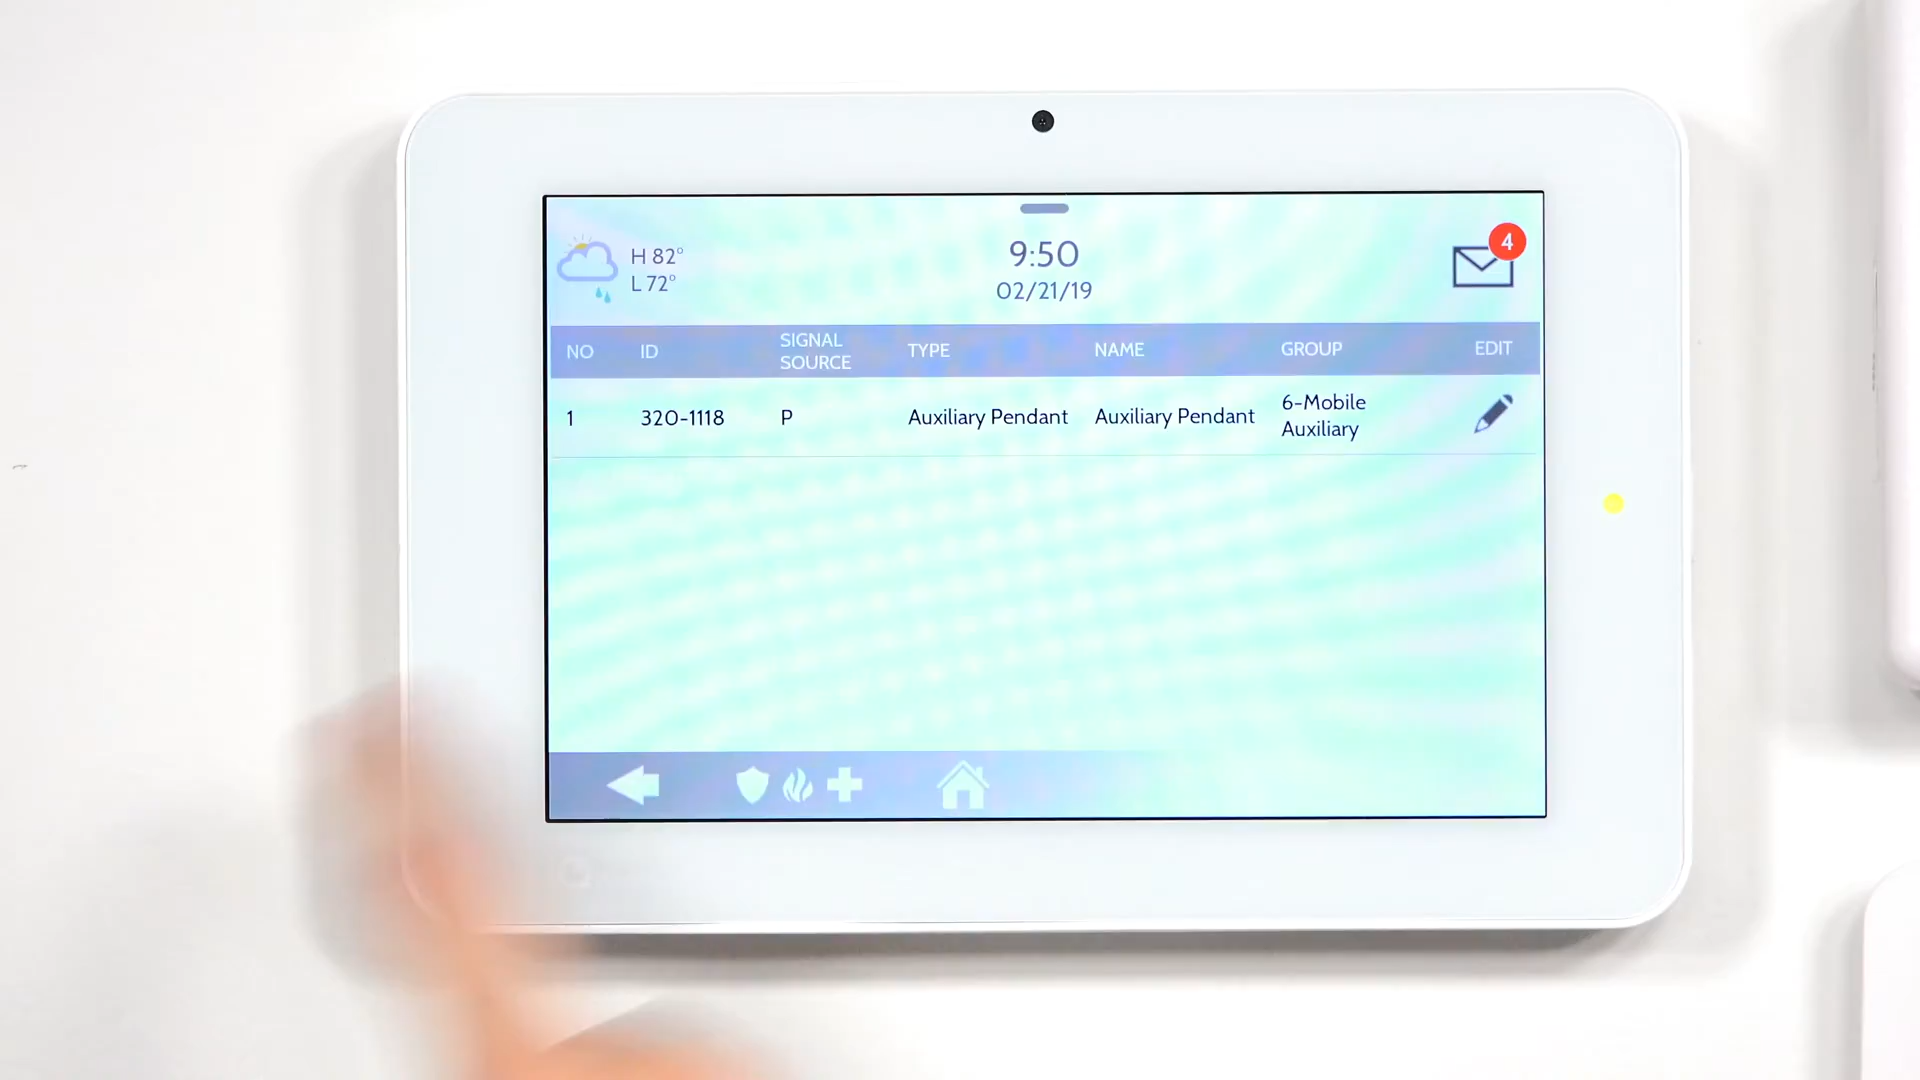 H 82°
L 72°
9:50
02/21/19
4
NO ID SIGNAL SOURCE TYPE NAME GROUP EDIT
1 320-1118 P Auxiliary Pendant Auxiliary Pendant 6-Mobile
Auxiliary